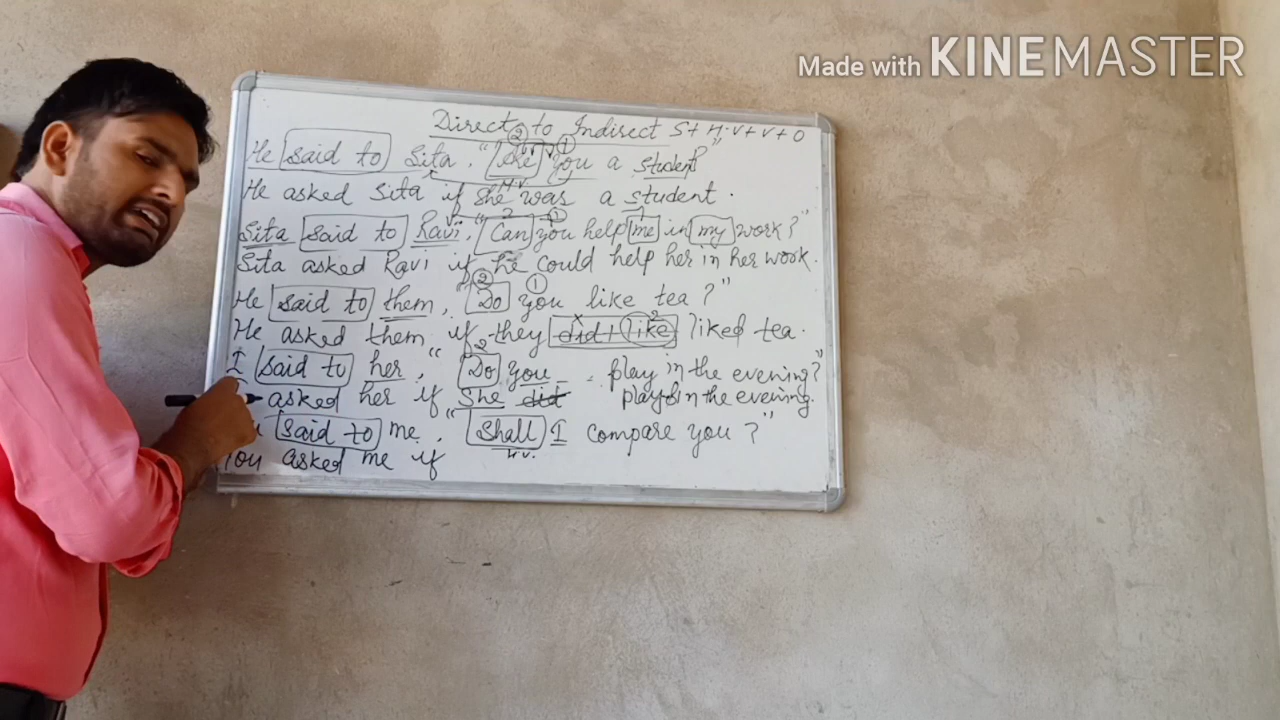 Made with KINEMASTER
Direct to Indirect S+H.V+V+O
He said to Sita, "Are you a student"
He asked Sita if she was a student.
Sita said to Ravi, "Can you help me in my work?"
Sita asked Ravi if he could help her in her work.
He said to them, "Do you like tea?"
He asked them if they did like liked tea.
I said to her, "Do you play in the evening?"
asked her if She did played in the evening.
said to me, "Shall I compare you?"
You asked me if